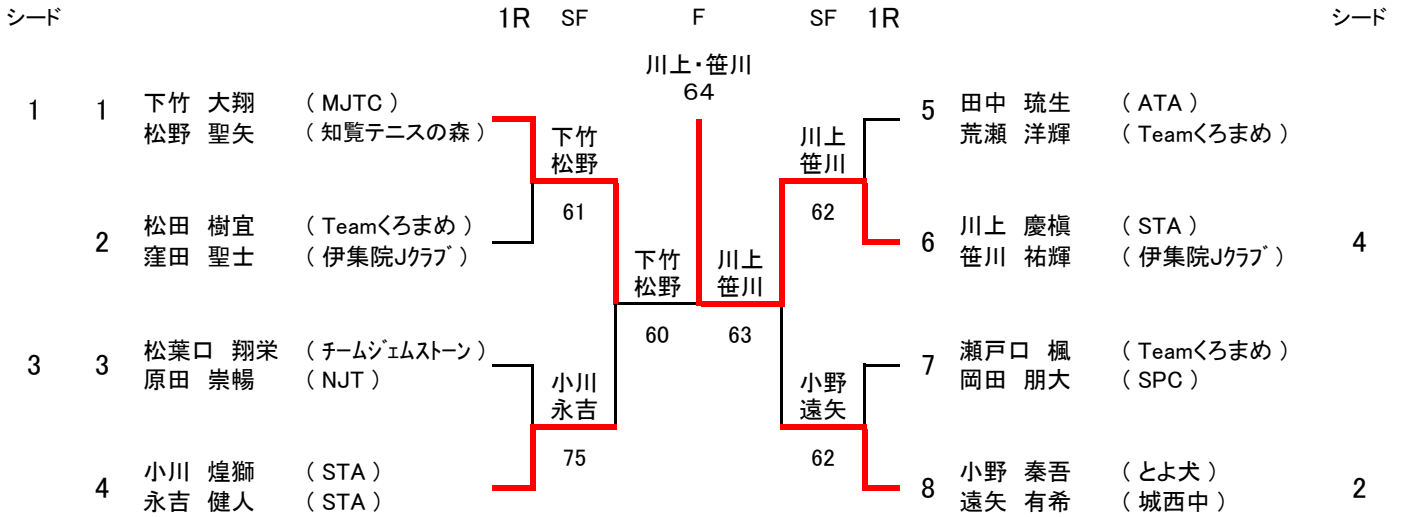 シード 1R SF F SF 1R シード
川上・笹川
64
1 1 下竹 大翔 ( MJTC )
松野 聖矢 ( 知覧テニスの森 )
下竹
松野
61
2 松田 樹宜 ( Teamくろまめ )
窪田 聖士 ( 伊集院Jクラブ )
下竹
松野
60
3 3 松葉口 翔栄 ( チームジェムストーン )
原田 崇暢 ( NJT )
小川
永吉
75
4 小川 煌獅 ( STA )
永吉 健人 ( STA )
5 田中 琉生 ( ATA )
荒瀬 洋輝 ( Teamくろまめ )
川上
笹川
62
6 川上 慶槇 ( STA ) 4
笹川 祐輝 ( 伊集院Jクラブ )
川上
笹川
63
7 瀬戸口 楓 ( Teamくろまめ )
岡田 朋大 ( SPC )
小野
遠矢
62
8 小野 秦吾 ( とよ犬 ) 2
遠矢 有希 ( 城西中 )